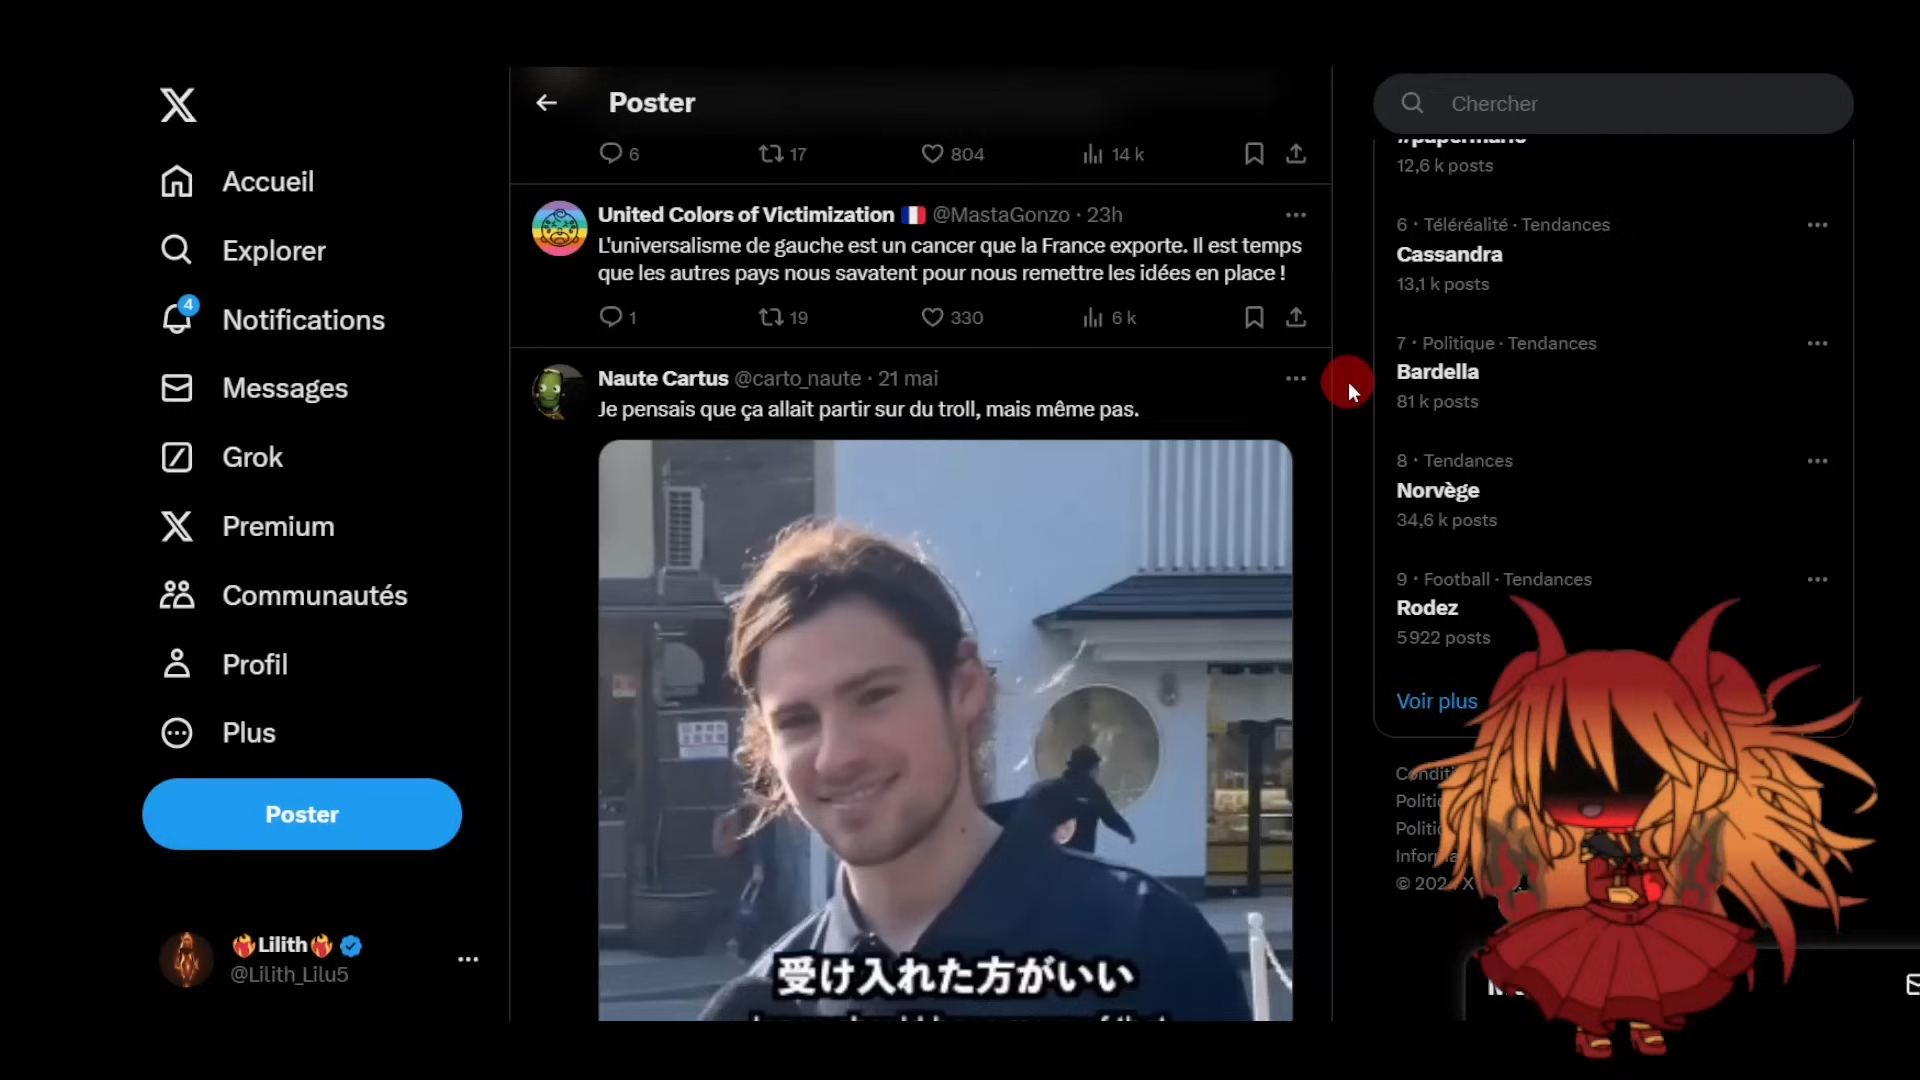 Accueil
Explorer
4
Notifications
Messages
Grok
Premium
Communautés
Profil
Plus
Poster
Lilith
@Lilith_Lilu5
Poster
6 17 804 14 k
United Colors of Victimization @MastaGonzo · 23h
L'universalisme de gauche est un cancer que la France exporte. Il est temps
que les autres pays nous savatent pour nous remettre les idées en place !
1 19 330 6 k
Naute Cartus @carto_naute · 21 mai
Je pensais que ça allait partir sur du troll, mais même pas.
受け入れた方がいい
Chercher
#papermario
12,6 k posts
6 · Téléréalité · Tendances
Cassandra
13,1 k posts
7 · Politique · Tendances
Bardella
81 k posts
8 · Tendances
Norvège
34,6 k posts
9 · Football · Tendances
Rodez
5 922 posts
Voir plus